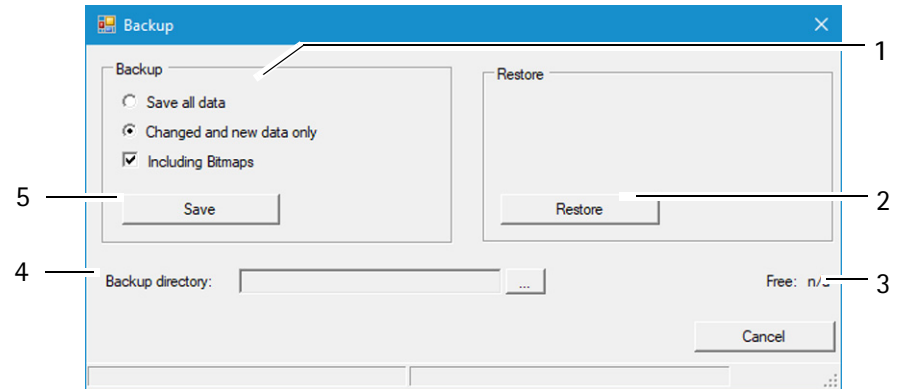 Backup
1
Backup
Restore
Save all data
Changed and new data only
Including Bitmaps
5
Save
Restore
2
4
Backup directory:
...
Free: n/a
3
Cancel